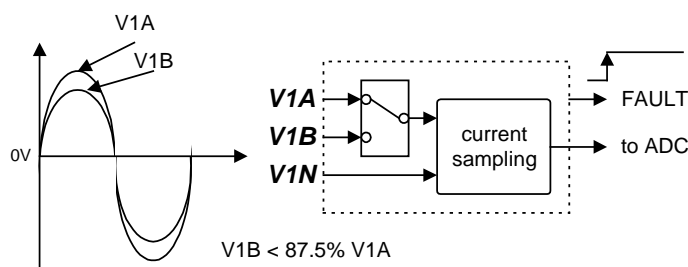 V1A
V1B
0V
V1A
V1B
V1N
current
sampling
FAULT
to ADC
V1B < 87.5% V1A